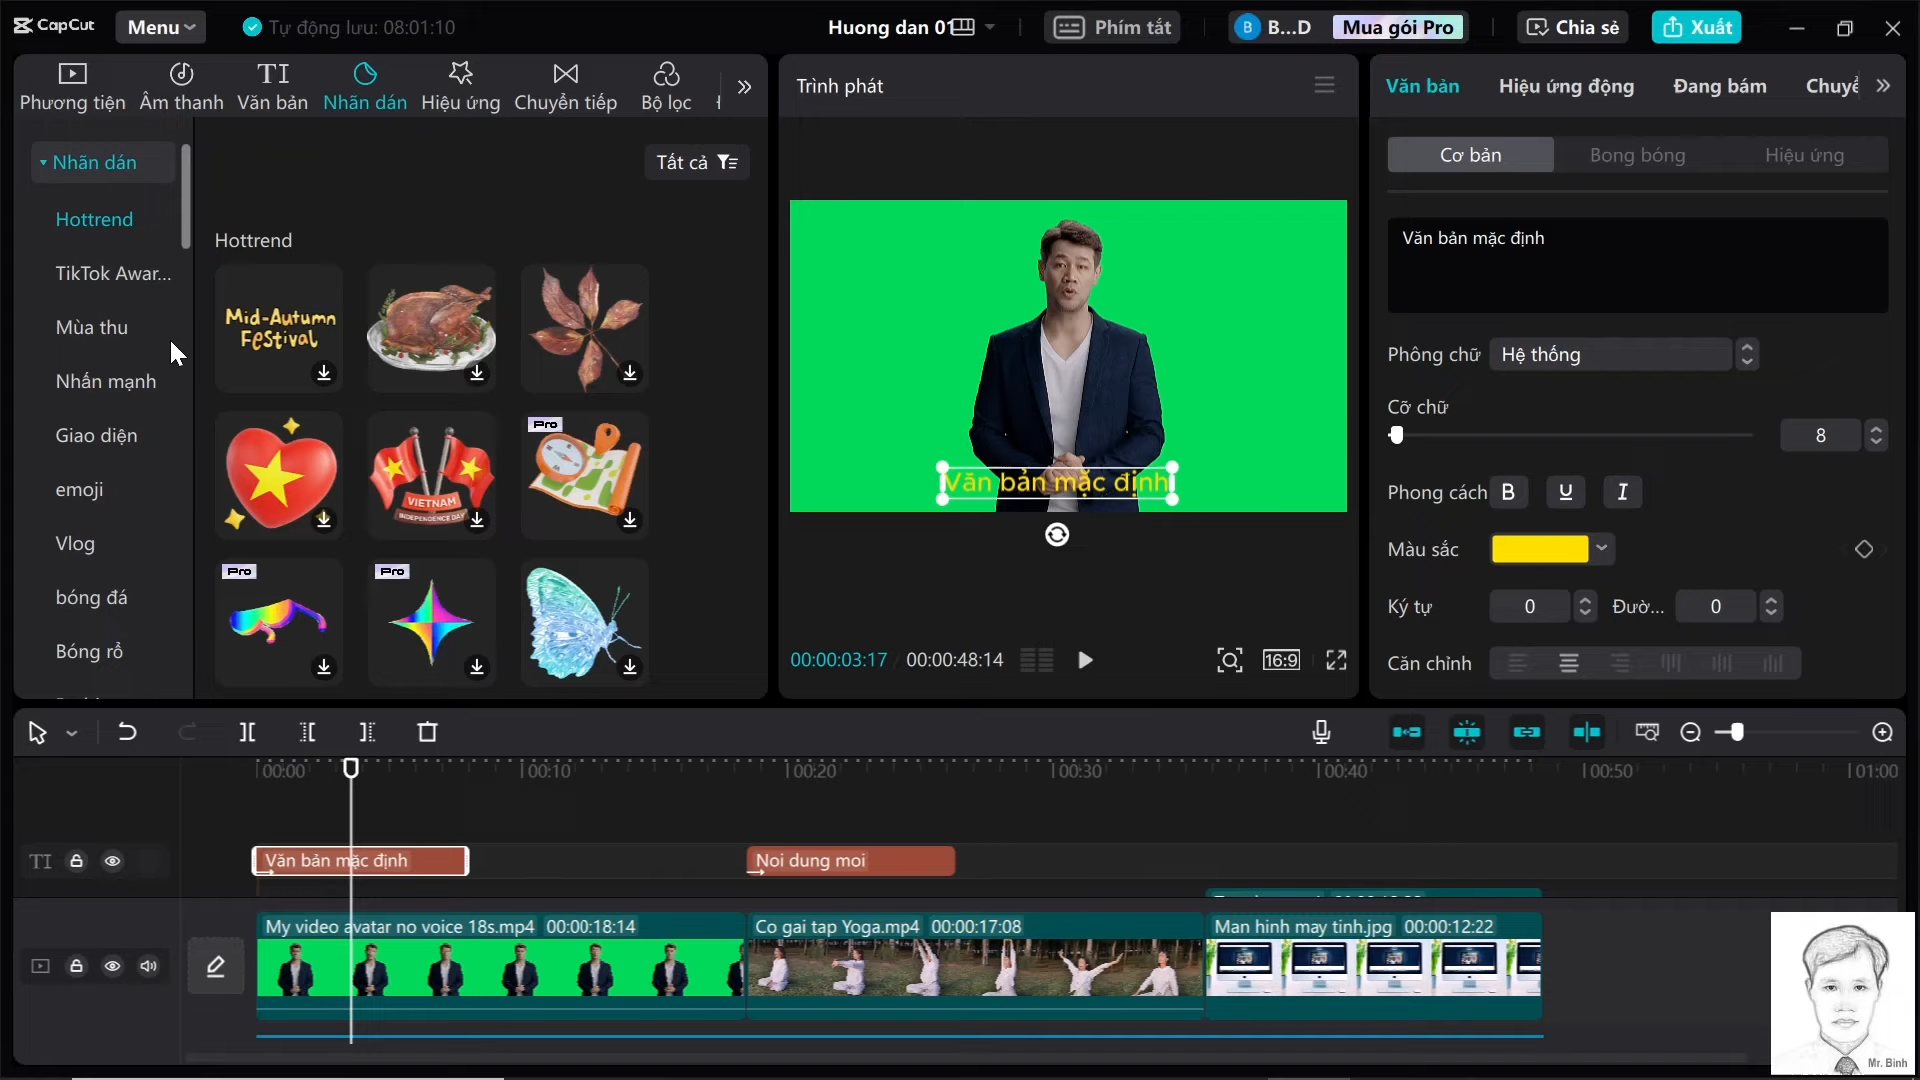 CapCut
Menu
Tự động lưu: 08:01:10
Huong dan 01
Phím tắt
B
B...D
Mua gói Pro
Chia sẻ
Xuất
Phương tiện
Âm thanh
Văn bản
Nhãn dán
Hiệu ứng
Chuyển tiếp
Bộ lọc
Nhãn dán
Hottrend
TikTok Awar...
Mùa thu
Nhấn mạnh
Giao diện
emoji
Vlog
bóng đá
Bóng rổ
Tất cả
Hottrend
Mid-Autumn
Festival
VIETNAM
INDEPENDENCE DAY
Pro
Pro
Pro
Trình phát
Văn bản mặc định
00:00:03:17
00:00:48:14
16:9
Văn bản
Hiệu ứng động
Đang bám
Cơ bản
Bong bóng
Hiệu ứng
Văn bản mặc định
Phông chữ
Hệ thống
Cỡ chữ
8
Phong cách
B
U
I
Màu sắc
Ký tự
0
Đườ...
0
Căn chỉnh
00:00
00:10
00:20
00:30
00:40
00:50
01:00
TI
Văn bản mặc định
Noi dung moi
My video avatar no voice 18s.mp4 00:00:18:14
Co gai tap Yoga.mp4 00:00:17:08
Man hinh may tinh.jpg 00:00:12:22
Mr. Binh